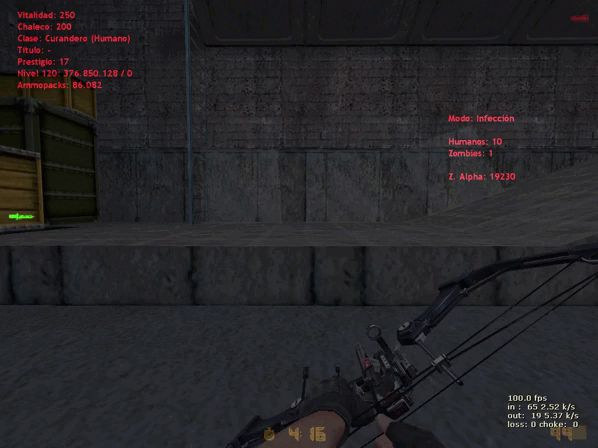 Vitalidad: 250
Chaleco: 200
Clase: Curandero (Humano)
Titulo: -
Prestigio: 17
Nivel 120: 376.850.128 / 0
Ammopacks: 86.082
Modo: Infección
Humanos: 10
Zombies: 1
Z. Alpha: 19230
100.0 fps
in : 65 2.52 k/s
out: 19 5.37 k/s
loss: 0 choke: 0
4:16